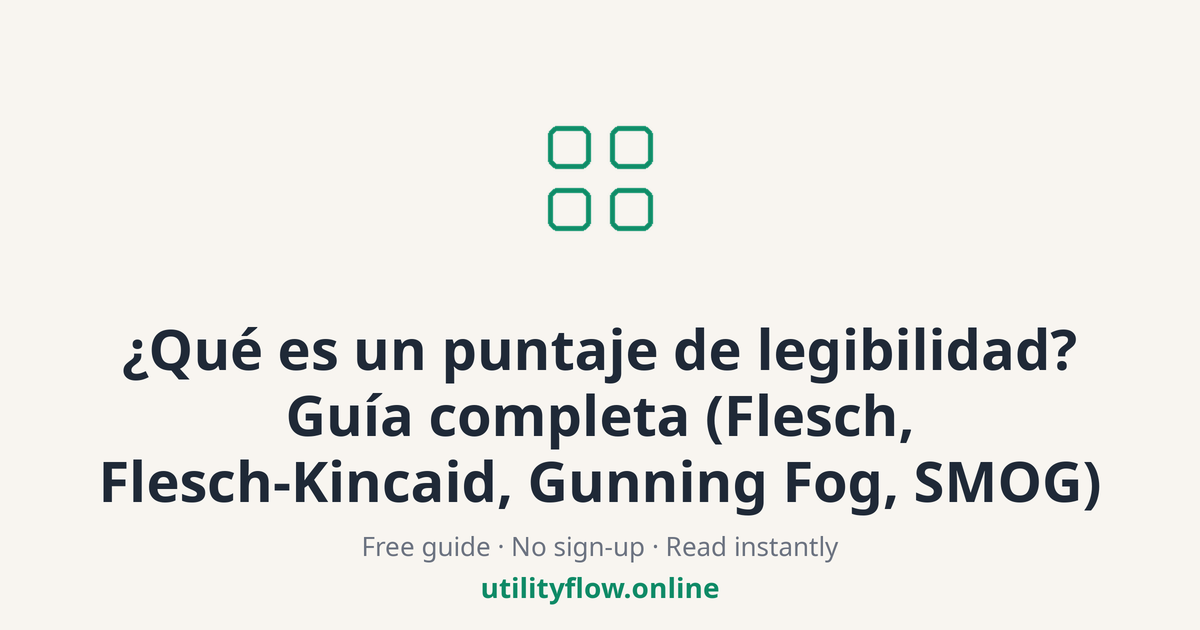 ¿Qué es un puntaje de legibilidad?
Guía completa (Flesch,
Flesch-Kincaid, Gunning Fog, SMOG)
Free guide · No sign-up · Read instantly
utilityflow.online